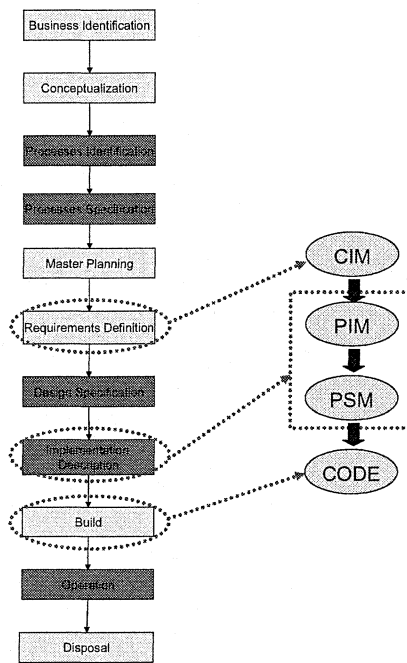 Business Identification
Conceptualization
Processes Identification
Processes Specification
Master Planning
Requirements Definition
Design Specification
Implementation
Description
Build
Operation
Disposal
CIM
PIM
PSM
CODE